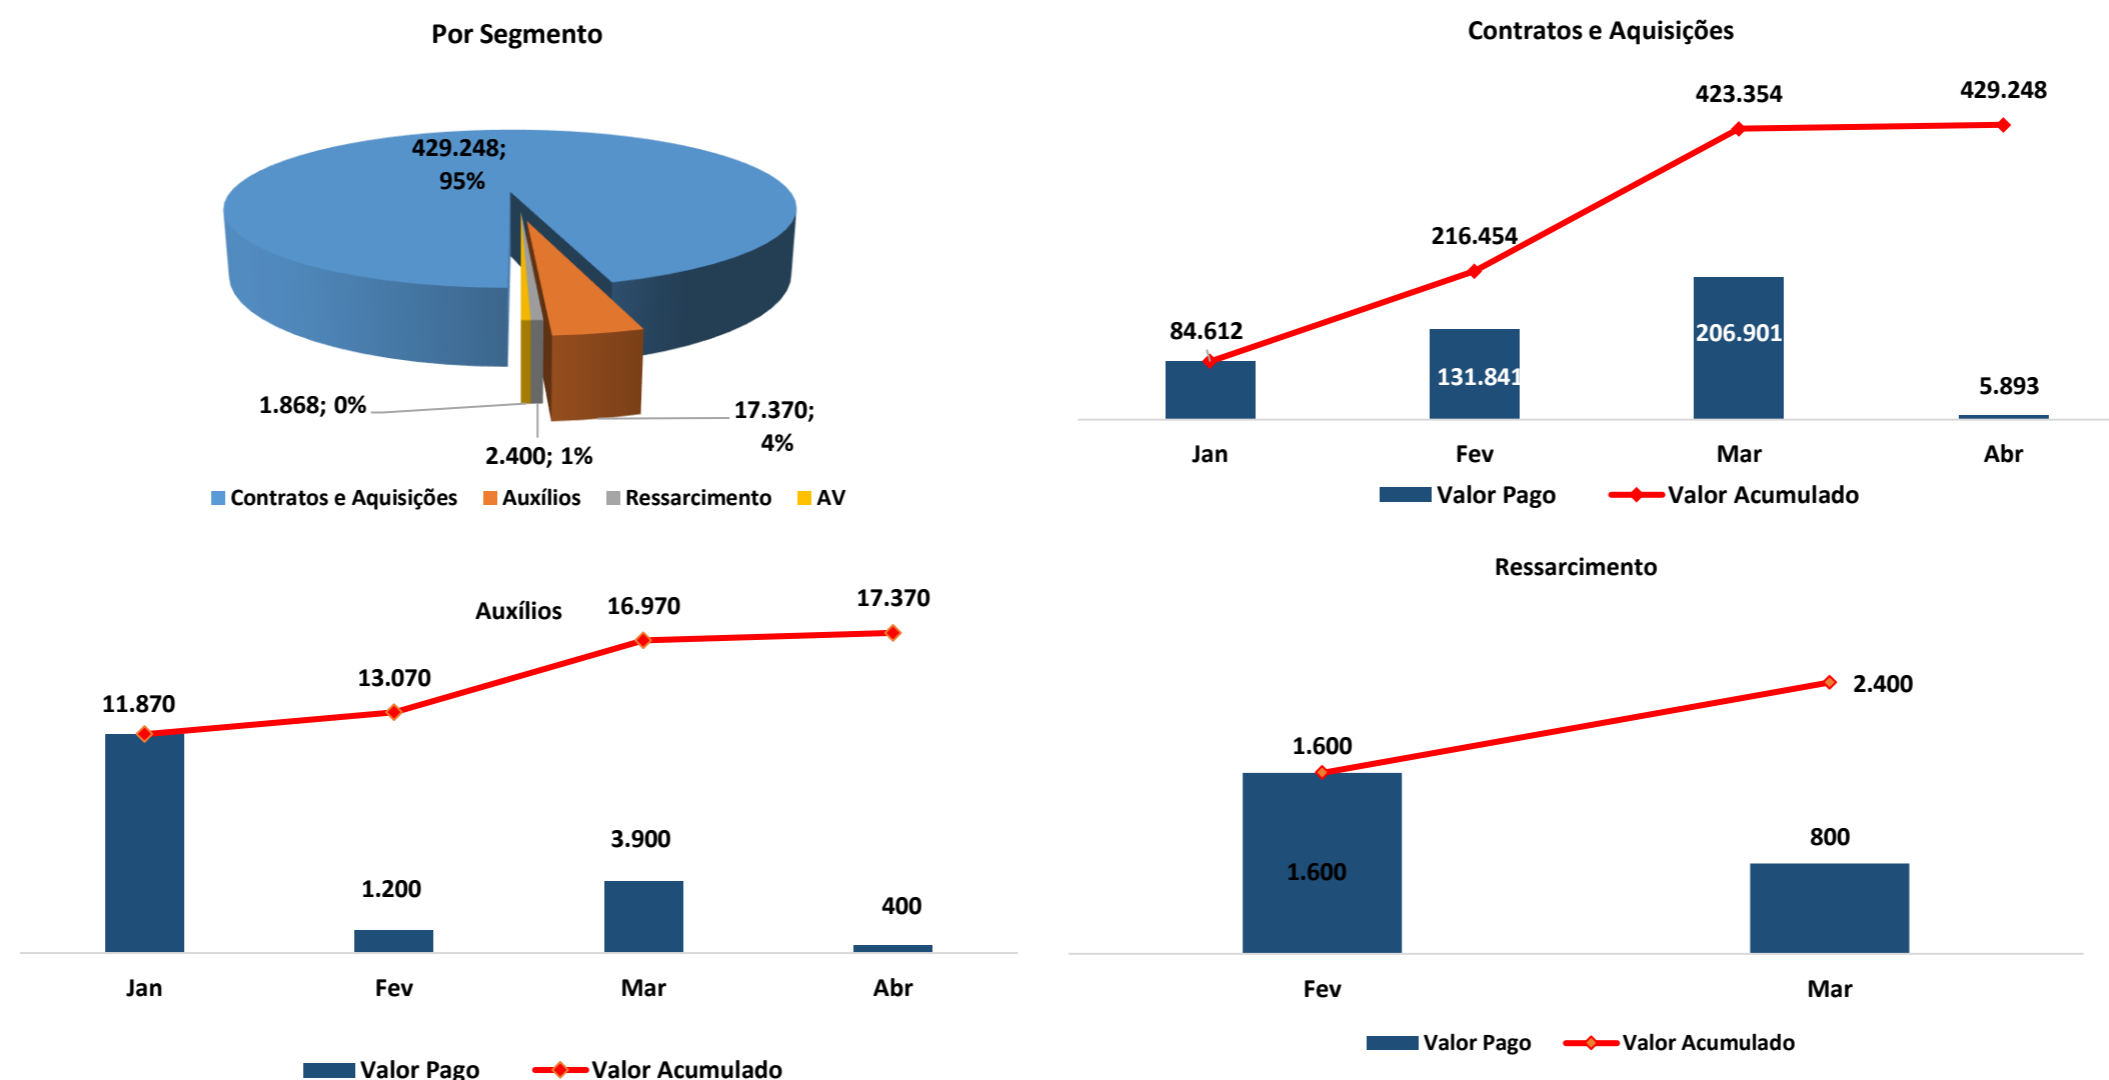 Por Segmento
429.248;
95%
1.868; 0%
2.400; 1%
17.370;
4%
Contratos e Aquisições Auxílios Ressarcimento AV
Contratos e Aquisições
423.354
429.248
216.454
84.612
131.841
206.901
5.893
Jan Fev Mar Abr
Valor Pago Valor Acumulado
Auxílios
16.970
17.370
13.070
11.870
3.900
1.200
400
Jan Fev Mar Abr
Valor Pago Valor Acumulado
Ressarcimento
2.400
1.600
800
1.600
Fev Mar
Valor Pago Valor Acumulado